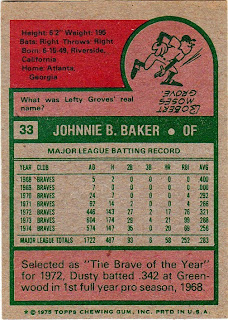 Height: 6'2" Weight: 195
Bats: Right Throws: Right
Born: 6-15-49, Riverside,
California
Home: Atlanta,
Georgia
What was Lefty Groves' real
name?
ROBERT
MOSES
GROVE
33 JOHNNIE B. BAKER • OF
MAJOR LEAGUE BATTING RECORD
YEAR CLUB AB H 2B 3B HR RBI AVG
1968 BRAVES 5 2 0 0 0 0 .400
1969 BRAVES 7 0 0 0 0 0 .000
1970 BRAVES 24 7 0 0 0 4 .292
1971 BRAVES 62 14 2 0 0 4 .226
1972 BRAVES 446 143 27 2 17 76 .321
1973 BRAVES 604 174 29 4 21 99 .288
1974 BRAVES 574 147 35 0 20 69 .256
MAJOR LEAGUE TOTALS 1722 487 93 6 58 252 .283
Selected as "The Brave of the Year"
for 1972, Dusty batted .342 at Green-
wood in 1st full year pro season, 1968.
© 1975 TOPPS CHEWING GUM, INC. PRTD. IN U.S.A.